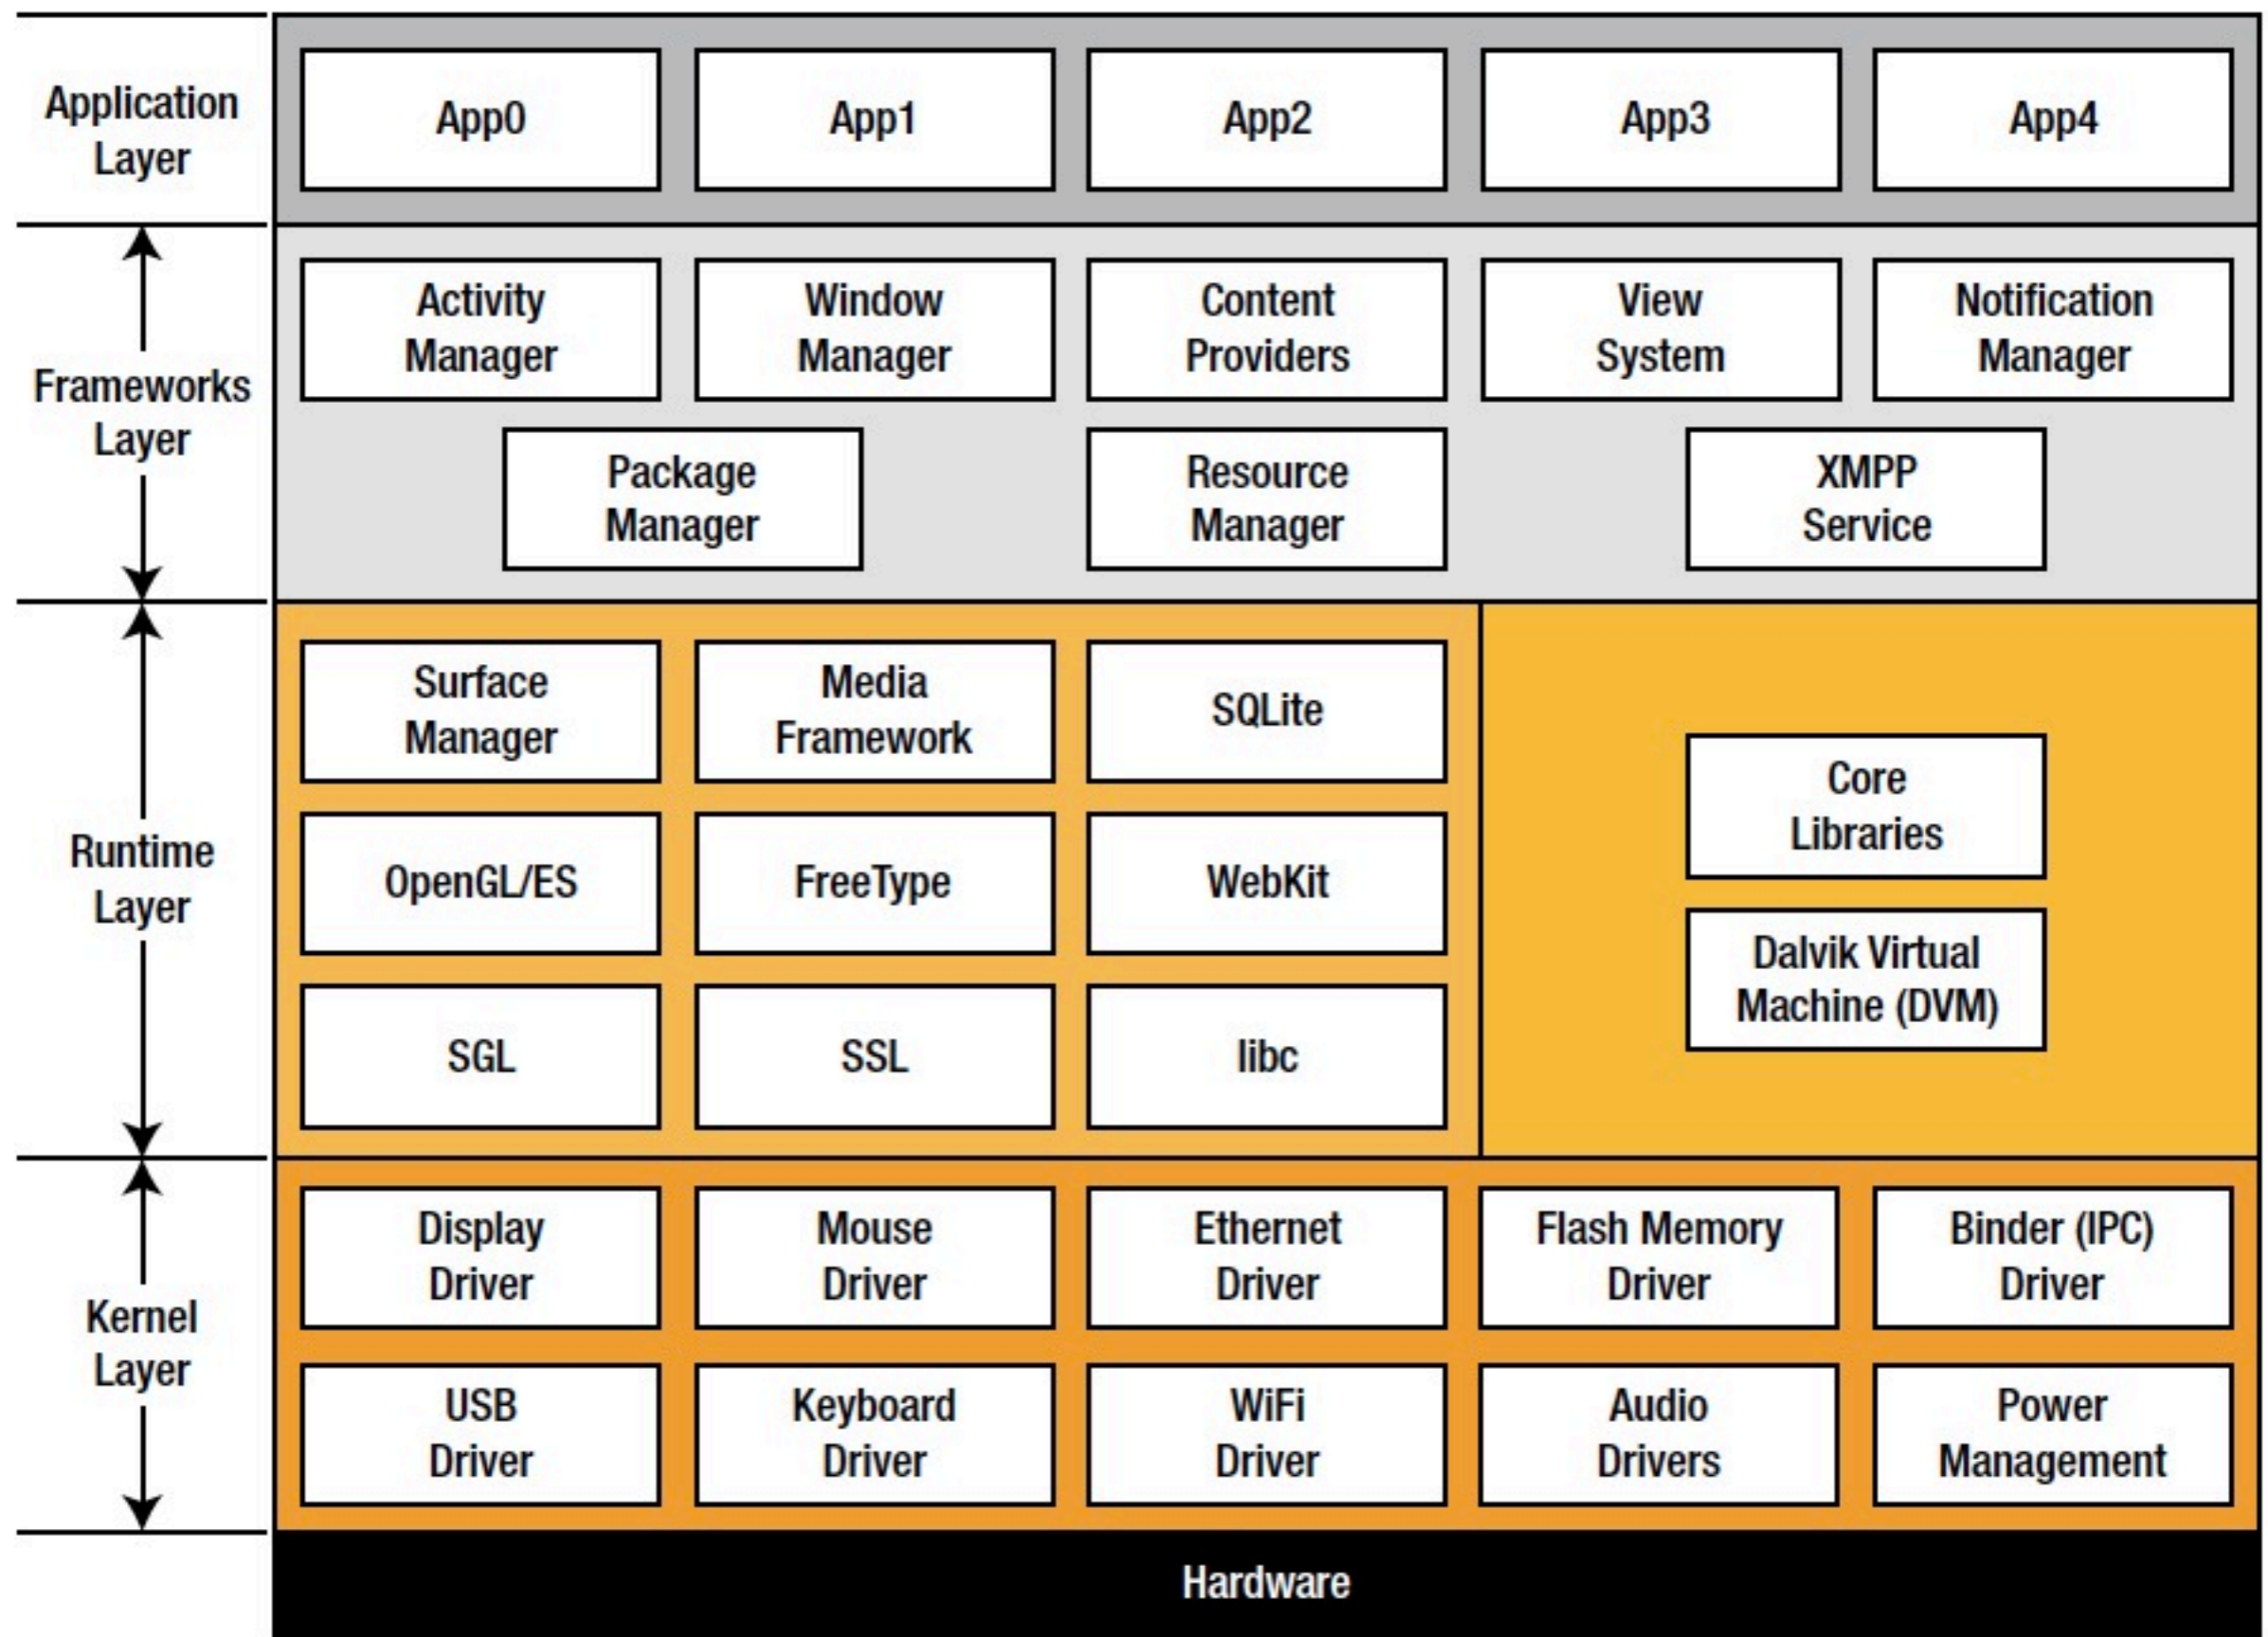 Application
Layer
App0
App1
App2
App3
App4
Frameworks
Layer
Activity
Manager
Window
Manager
Content
Providers
View
System
Notification
Manager
Package
Manager
Resource
Manager
XMPP
Service
Runtime
Layer
Surface
Manager
Media
Framework
SQLite
OpenGL/ES
FreeType
WebKit
SGL
SSL
libc
Core
Libraries
Dalvik Virtual
Machine (DVM)
Kernel
Layer
Display
Driver
Mouse
Driver
Ethernet
Driver
Flash Memory
Driver
Binder (IPC)
Driver
USB
Driver
Keyboard
Driver
WiFi
Driver
Audio
Drivers
Power
Management
Hardware